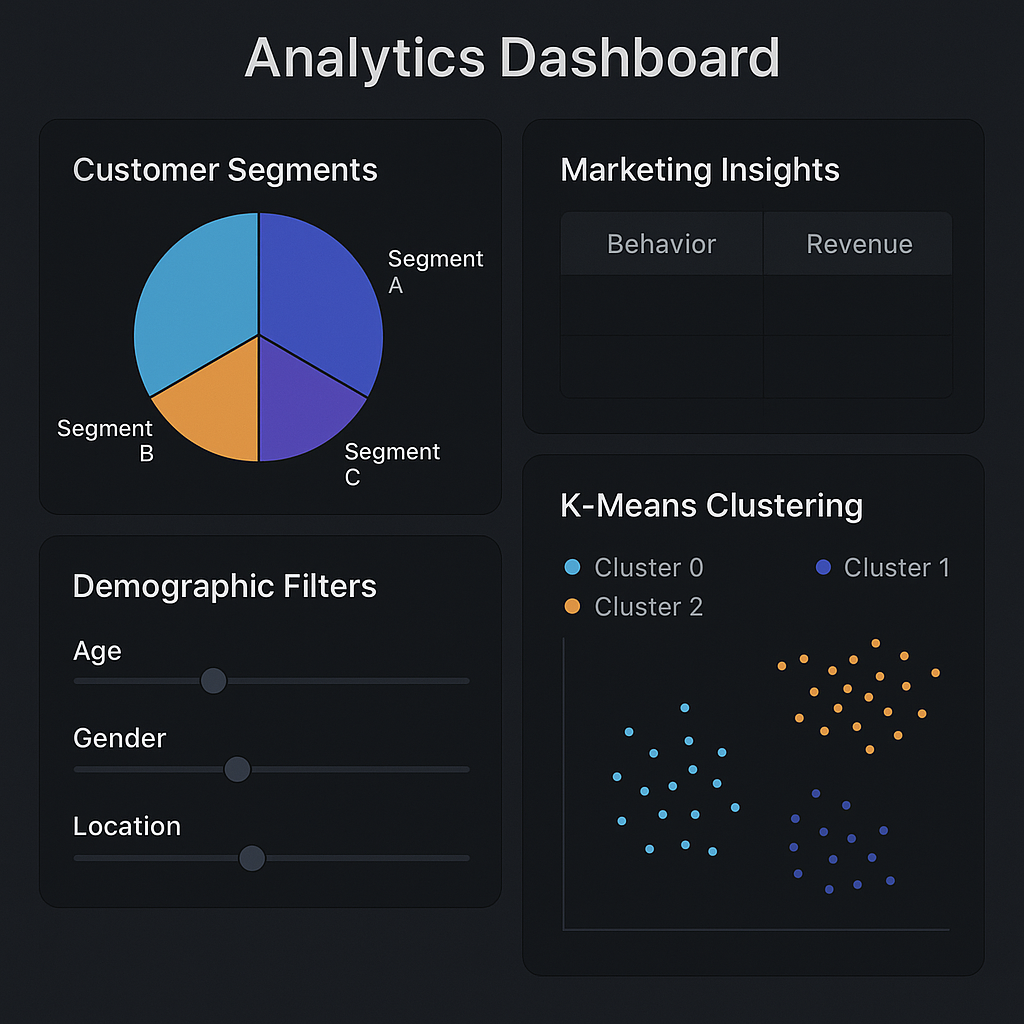 Analytics Dashboard
Customer Segments
Segment
A
Segment
B
Segment
C
Marketing Insights
Behavior Revenue
Demographic Filters
Age
Gender
Location
K-Means Clustering
Cluster 0 Cluster 1
Cluster 2